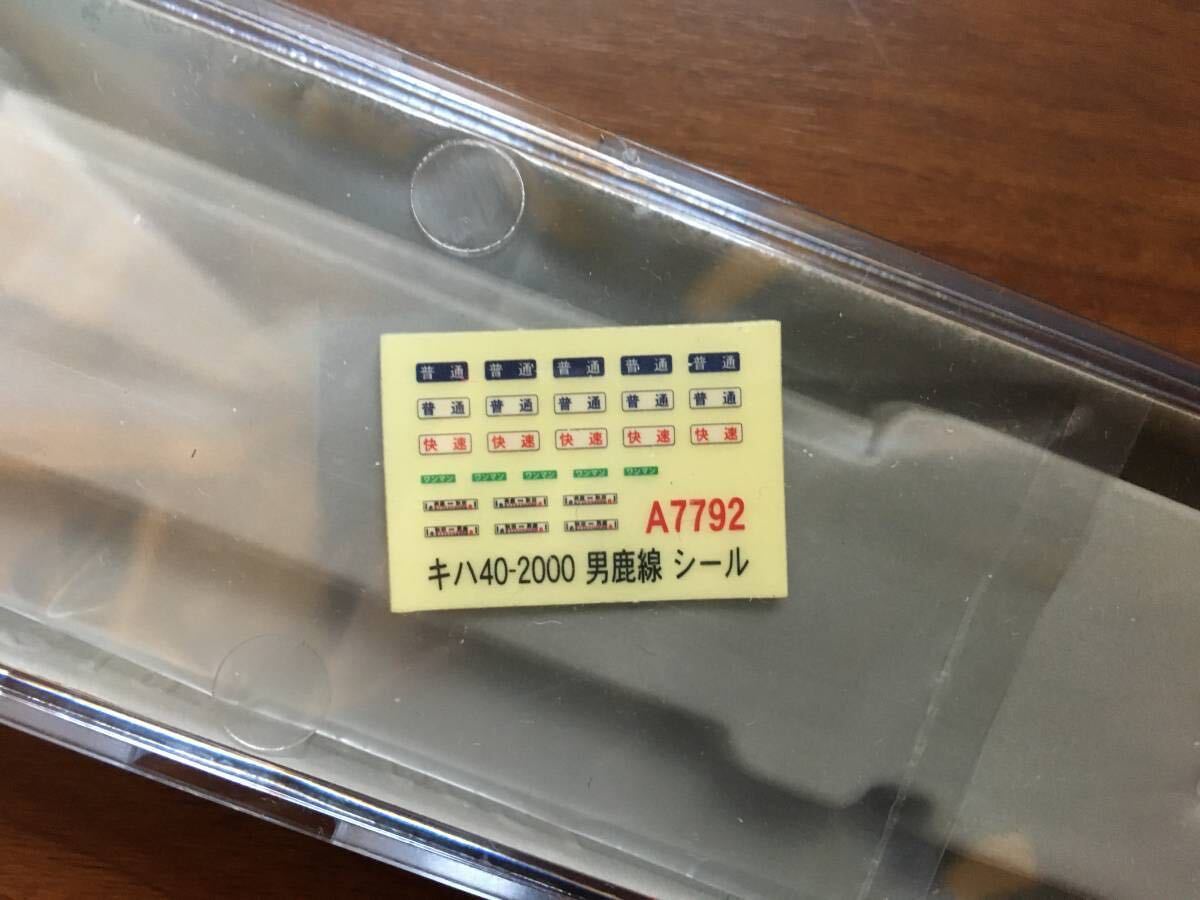 普通 普通 普通 普通 普通
普通 普通 普通 普通 普通
快速 快速 快速 快速 快速
ワンマン ワンマン ワンマン ワンマン ワンマン
A7792
キハ40-2000 男鹿線 シール